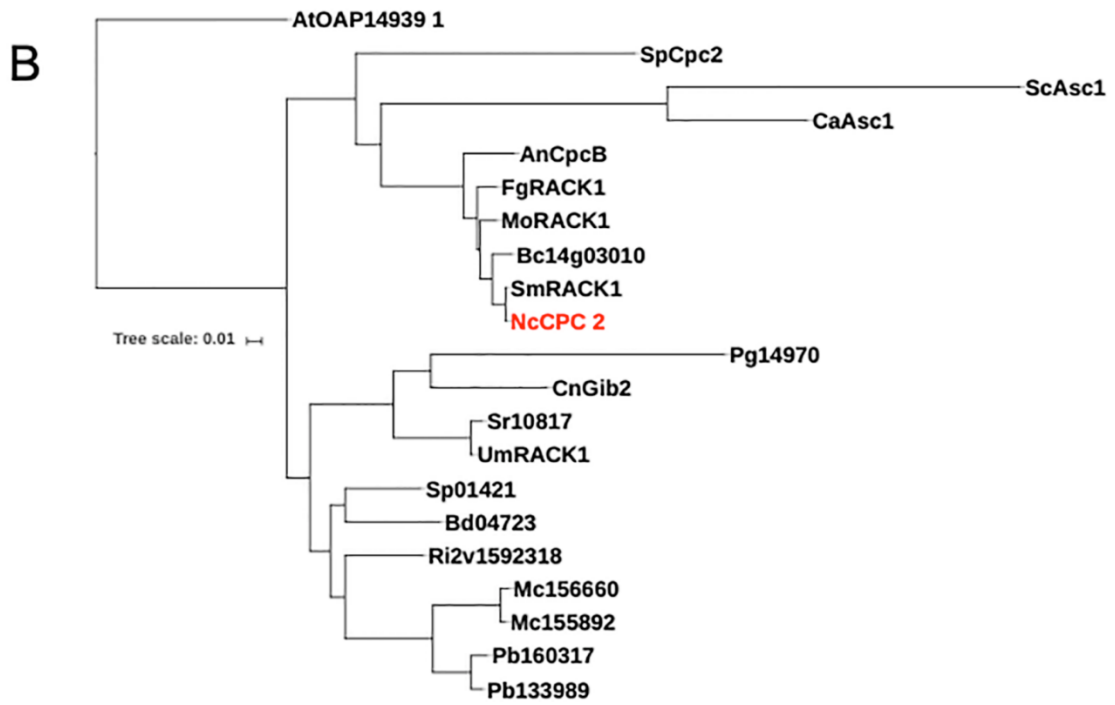 AtOAP14939 1
B
SpCpc2
ScAsc1
CaAsc1
AnCpcB
FgRACK1
MoRACK1
Bc14g03010
SmRACK1
NcCPC 2
Tree scale: 0.01
Pg14970
CnGib2
Sr10817
UmRACK1
Sp01421
Bd04723
Ri2v1592318
Mc156660
Mc155892
Pb160317
Pb133989